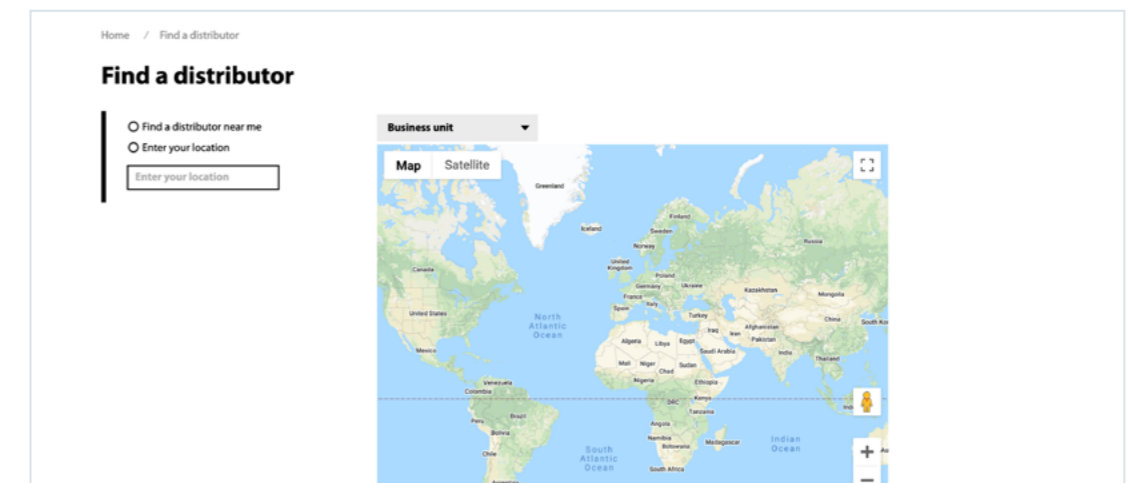 Home / Find a distributor
Find a distributor
Find a distributor near me
Enter your location
Enter your location
Business unit
Map Satellite
Greenland
Iceland
Finland
Sweden
Norway
Russia
United
Kingdom
Canada
Poland
Germany
Ukraine
Kazakhstan
Mongolia
France
Italy
Spain
United States
North
Atlantic
Ocean
Turkey
China
South Kor
Iraq
Iran
Afghanistan
Pakistan
Algeria
Libya
Egypt
Saudi Arabia
India
Thailand
Mexico
Mali
Niger
Chad
Sudan
Nigeria
Ethiopia
Venezuela
Colombia
DRC
Kenya
Indo
Tanzania
Peru
Brazil
Angola
Bolivia
Namibia
Botswana
Madagascar
Indian
Ocean
Chile
South
Atlantic
Ocean
South Africa
Au
Argentina